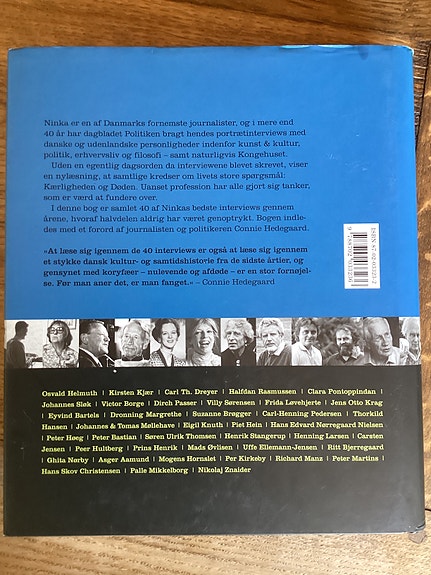 Ninka er en af Danmarks fornemste journalister, og i mere end
40 år har dagbladet Politiken bragt hendes portrætinterviews med
danske og udenlandske personligheder indenfor kunst & kultur,
politik, erhvervsliv og filosofi – samt naturligvis Kongehuset.
Uden en egentlig dagsorden da interviewene blevet skrevet, viser
en nylæsning, at samtlige kredser om livets store spørgsmål:
Kærligheden og Døden. Uanset profession har alle gjort sig tanker,
som er værd at fundere over.
I denne bog er samlet 40 af Ninkas bedste interviews gennem
årene, hvoraf halvdelen aldrig har været genoptrykt. Bogen indle-
des med et forord af journalisten og politikeren Connie Hedegaard.
»At læse sig igennem de 40 interviews er også at læse sig igennem
et stykke dansk kultur- og samtidshistorie fra de sidste årtier, og
gensynet med koryfæer – nulevende og afdøde – er en stor fornøjel-
se. Før man aner det, er man fanget.« – Connie Hedegaard
Osvald Helmuth | Kirsten Kjær | Carl Th. Dreyer | Halfdan Rasmussen | Clara Pontoppindan
Johannes Sløk | Victor Borge | Dirch Passer | Villy Sørensen | Frida Løvehjerte | Jens Otto Krag
| Eyvind Bartels | Dronning Margrethe | Suzanne Brøgger | Carl-Henning Pedersen | Thorkild
Hansen | Johannes & Tomas Møllehave | Eigil Knuth | Piet Hein | Hans Edvard Nørregaard Nielsen
| Peter Høeg | Peter Bastian | Søren Ulrik Thomsen | Henrik Stangerup | Henning Larsen | Carsten
Jensen | Peer Hultberg | Prins Henrik | Mads Øvlisen | Uffe Ellemann-Jensen | Ritt Bjerregaard
| Ghita Nørby | Asger Aamund | Mogens Hornslet | Per Kirkeby | Richard Manz | Peter Martins |
Hans Skov Christensen | Palle Mikkelborg | Nikolaj Znaider